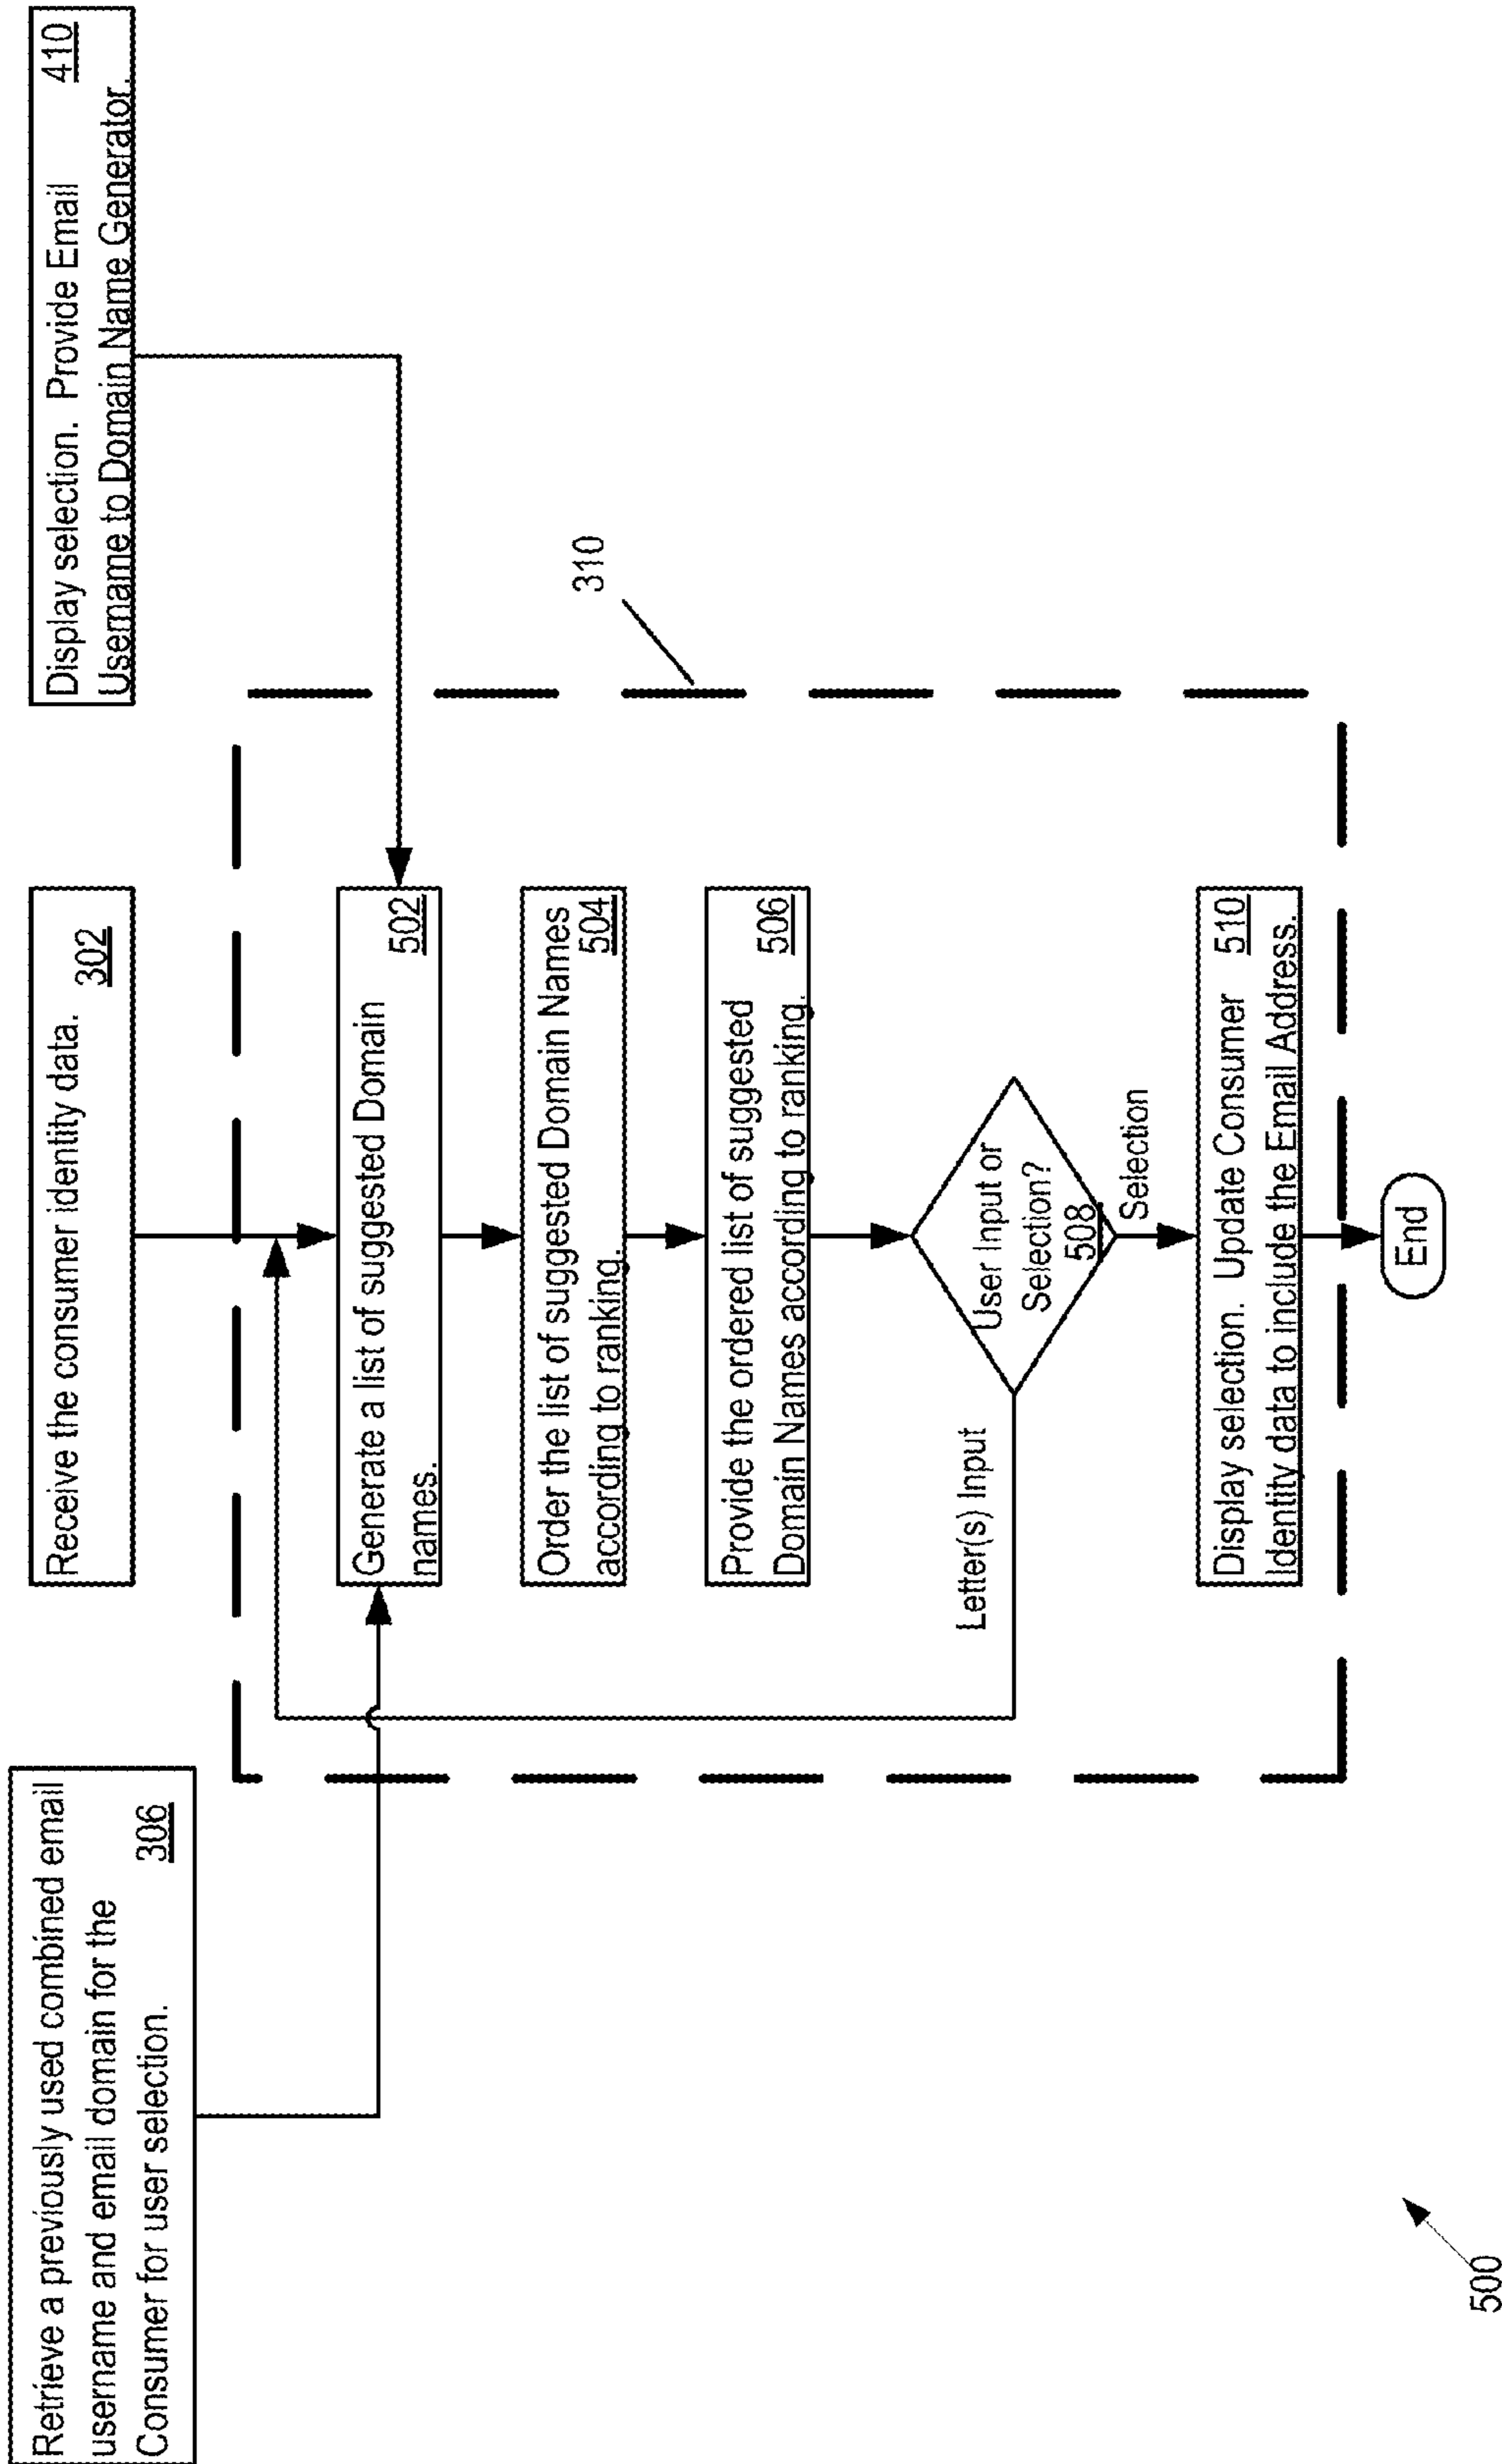 Retrieve a previously used combined email
username and email domain for the
Consumer for user selection. 306
Receive the consumer identity data. 302
Display selection. Provide Email 410
Username to Domain Name Generator.
310
Generate a list of suggested Domain
names. 502
Order the list of suggested Domain Names
according to ranking. 504
Provide the ordered list of suggested 506
Domain Names according to ranking.
User Input or
Selection?
508
Letter(s) Input
Selection
Display selection. Update Consumer 510
Identity data to include the Email Address.
End
500